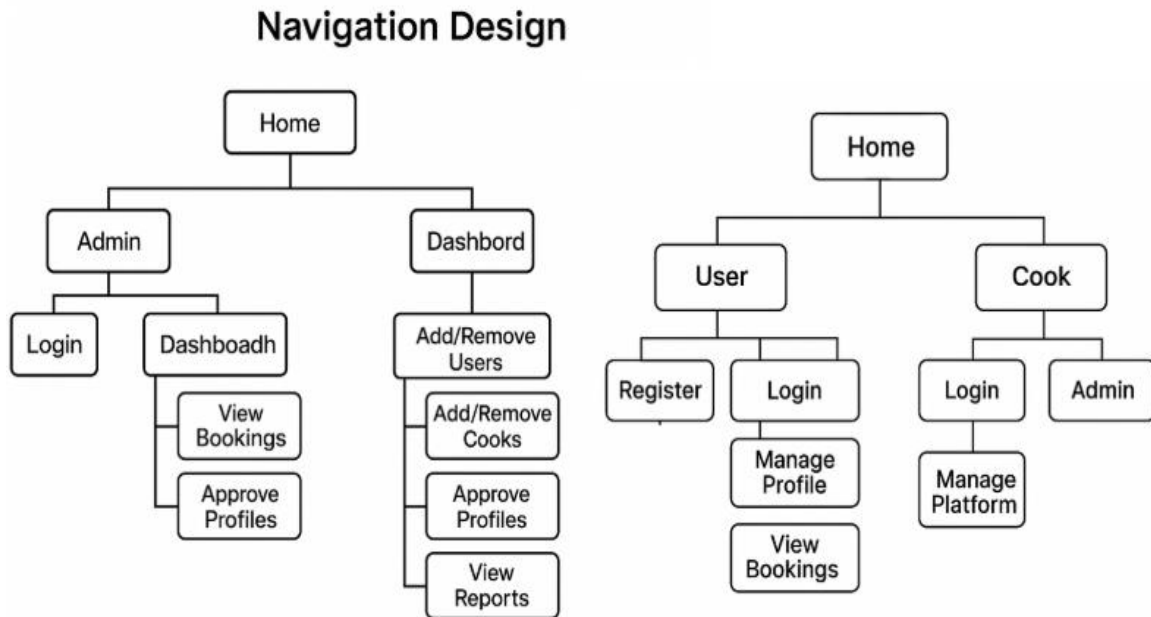 Navigation Design
Home
Admin
Dashbord
Login
Dashboadh
View
Bookings
Approve
Profiles
Add/Remove
Users
Add/Remove
Cooks
Approve
Profiles
View
Reports
Home
User
Cook
Register
Login
Login
Admin
Manage
Profile
View
Bookings
Manage
Platform